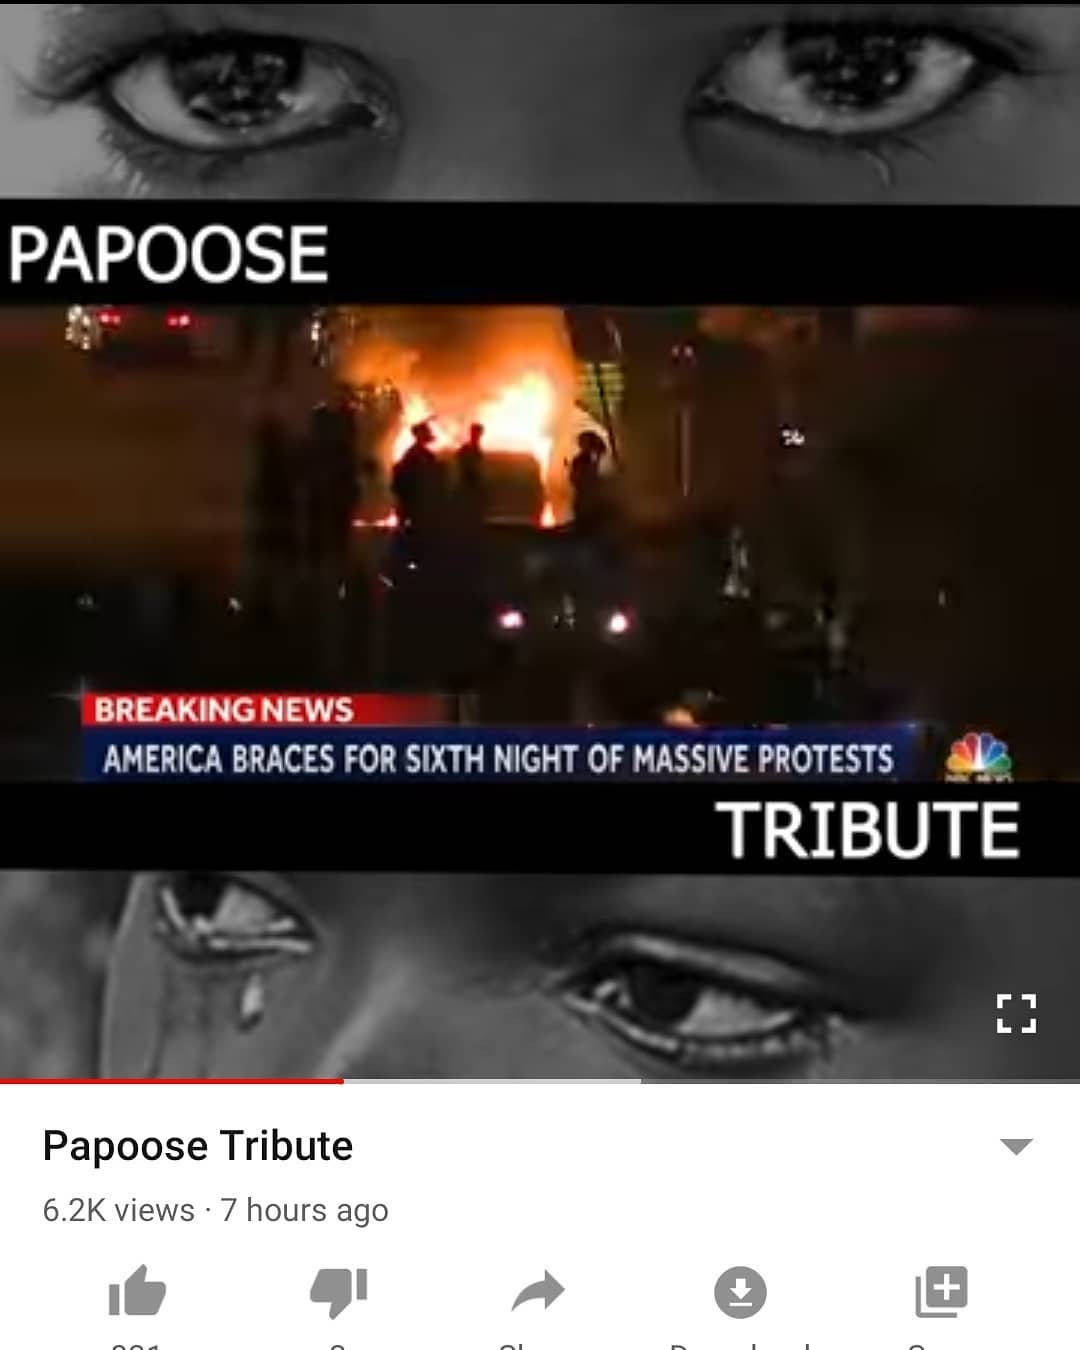 PAPOOSE
BREAKING NEWS
AMERICA BRACES FOR SIXTH NIGHT OF MASSIVE PROTESTS
TRIBUTE
Papoose Tribute
6.2K views · 7 hours ago